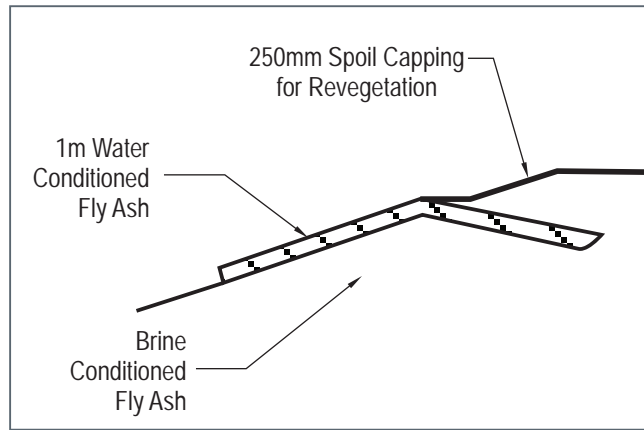 250mm Spoil Capping
for Revegetation
1m Water
Conditioned
Fly Ash
Brine
Conditioned
Fly Ash